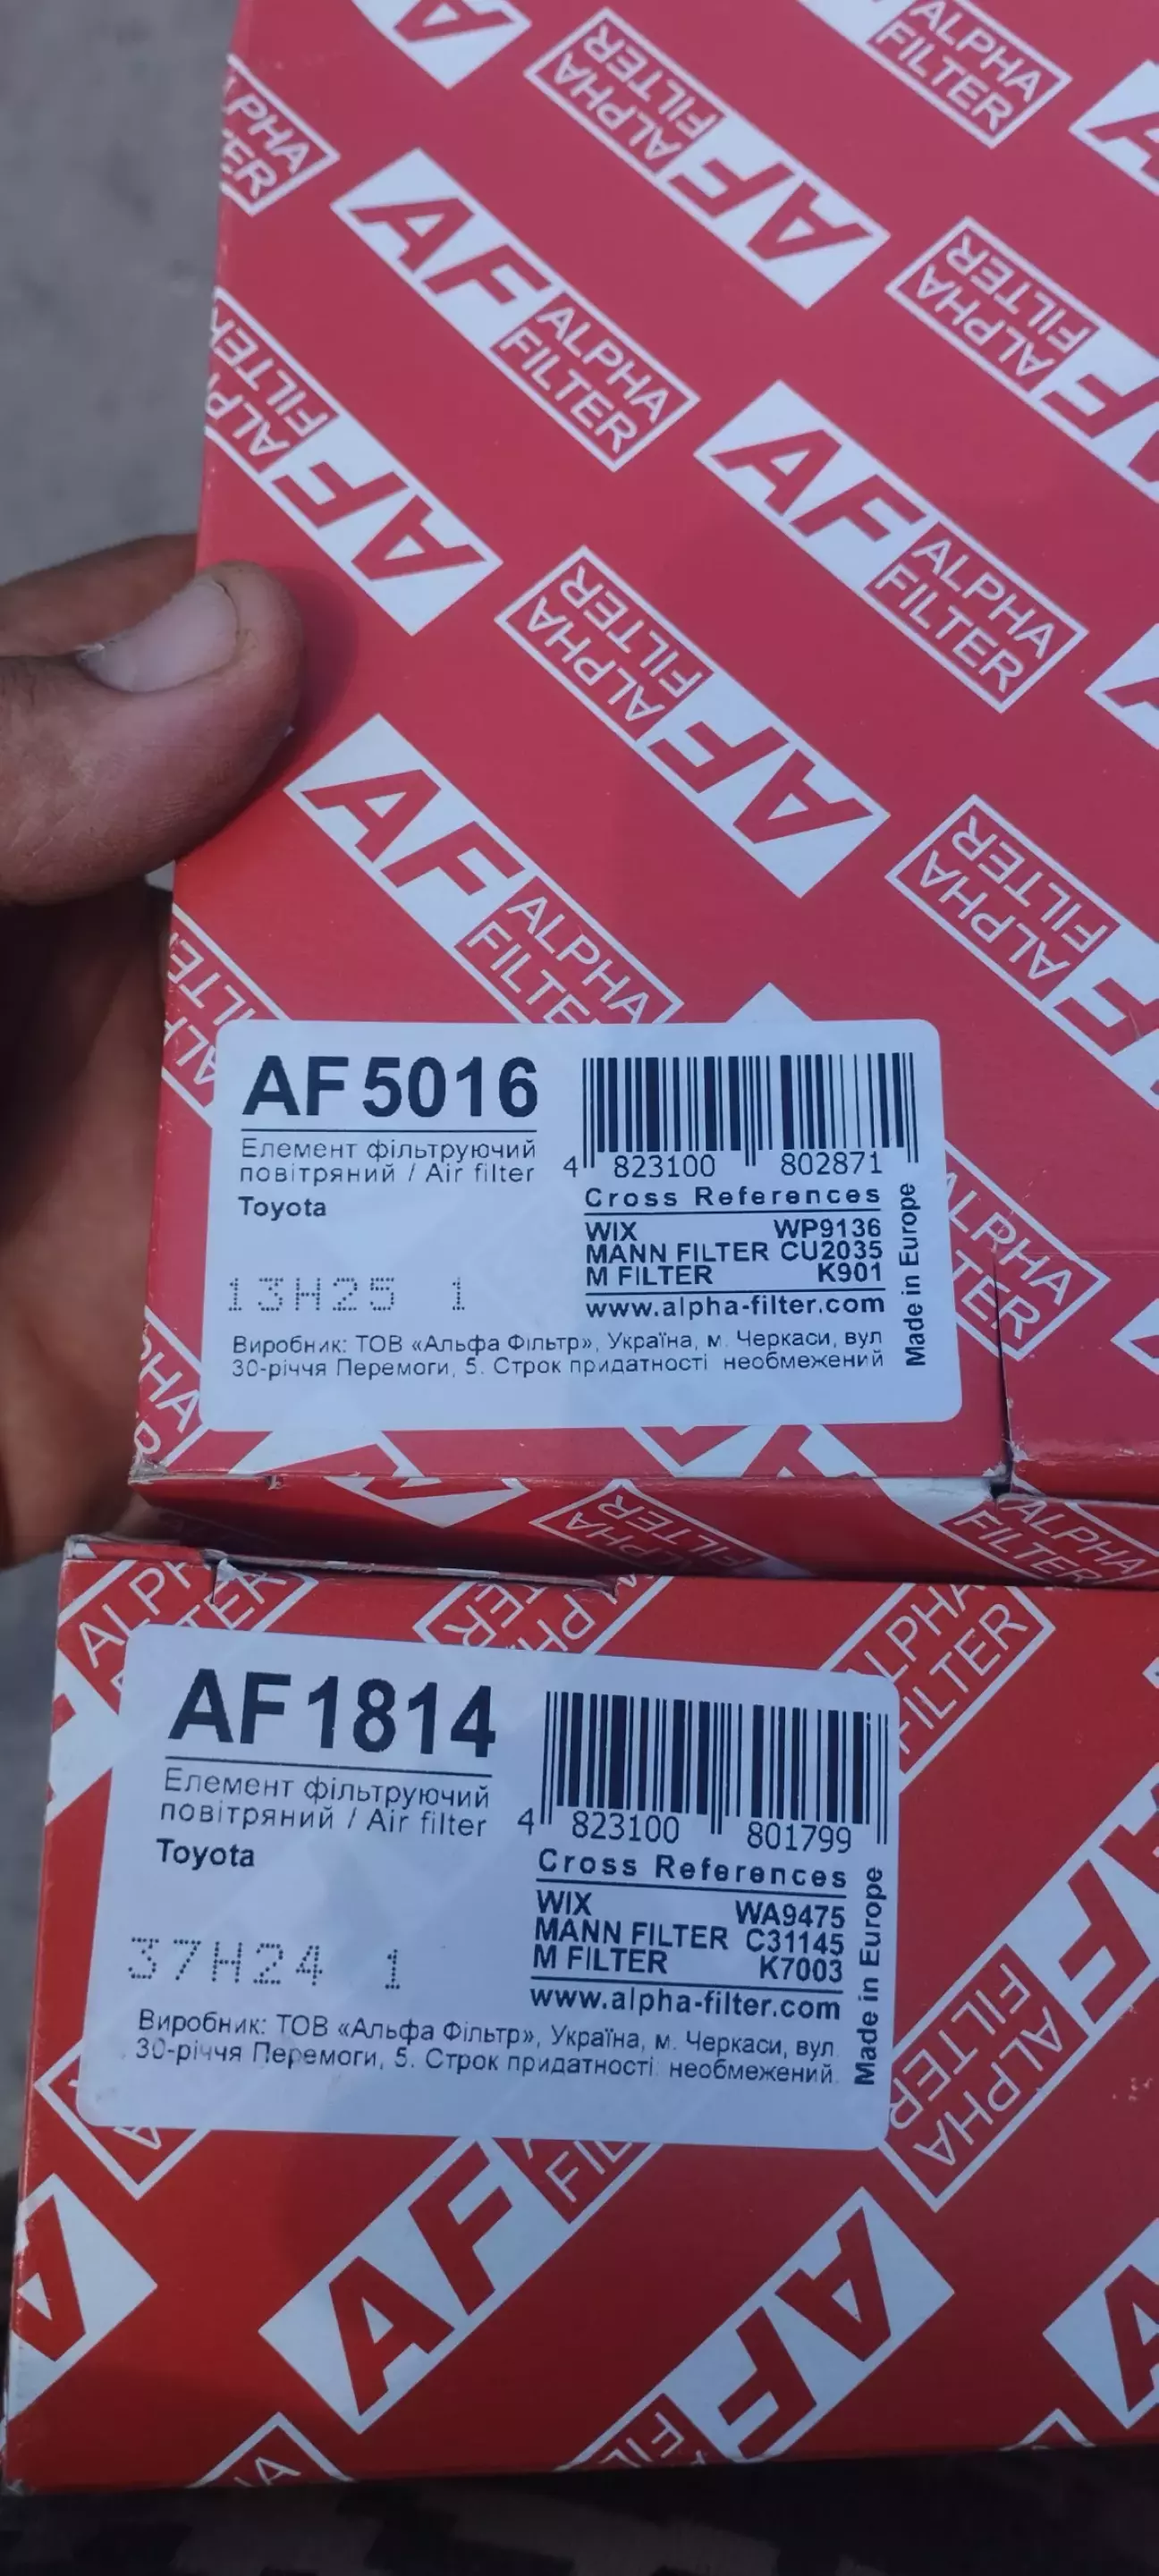 AF ALPHA FILTER
AF5016
Елемент фільтруючий
повітряний / Air filter
Toyota
13H25 1
4 823100 802871
Cross References
WIX WP9136
MANN FILTER CU2035
M FILTER K901
www.alpha-filter.com
Made in Europe
Виробник: ТОВ «Альфа Фільтр», Україна, м. Черкаси, вул
30-річчя Перемоги, 5. Строк придатності необмежений
AF1814
Елемент фільтруючий
повітряний / Air filter
Toyota
37H24 1
4 823100 801799
Cross References
WIX WA9475
MANN FILTER C31145
M FILTER K7003
www.alpha-filter.com
Made in Europe
Виробник: ТОВ «Альфа Фільтр», Україна, м. Черкаси, вул.
30-річчя Перемоги, 5. Строк придатності: необмежений.